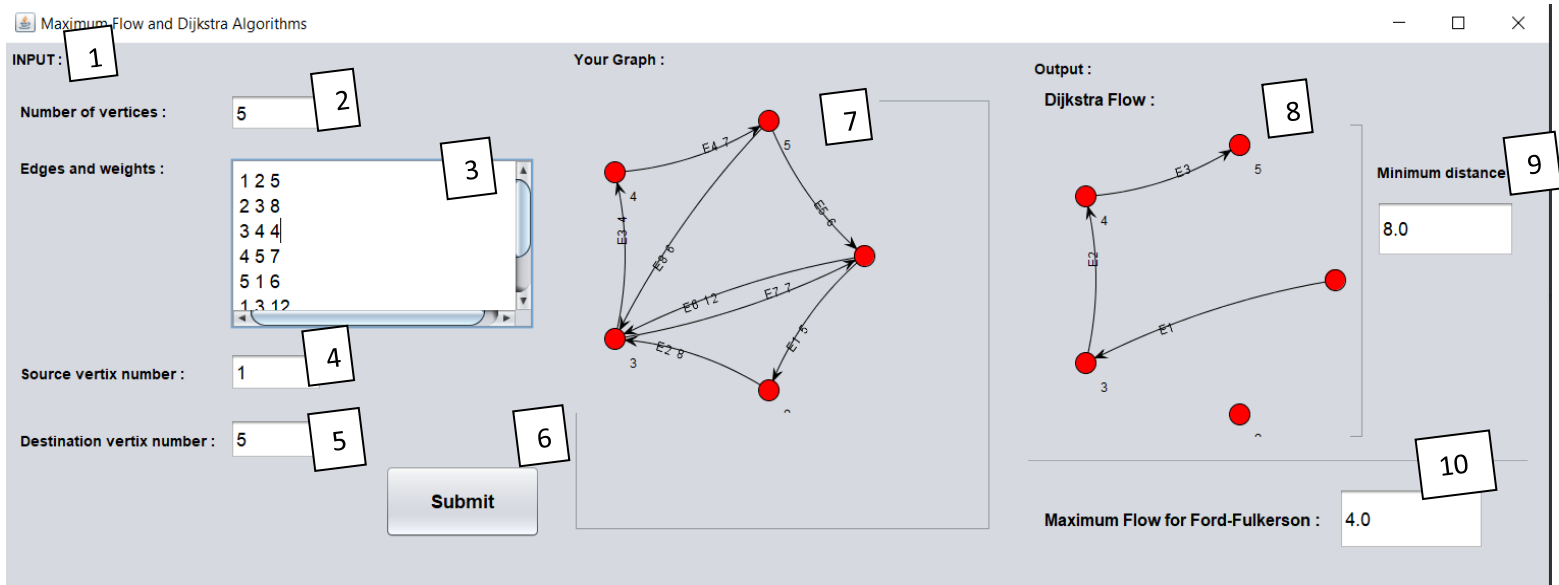 Maximum Flow and Dijkstra Algorithms
INPUT :
1
Number of vertices :
5
2
Edges and weights :
3
1 2 5
2 3 8
3 4 4
4 5 7
5 1 6
1 3 12
Source vertix number :
1
4
Destination vertix number :
5
5
6
Submit
Your Graph :
7
5
E4 7
4
E5 6
E3 4
E8 6
E6 12
E7 7
E1 5
E2 8
3
Output :
Dijkstra Flow :
8
5
E3
4
E2
E1
3
9
Minimum distance
8.0
10
Maximum Flow for Ford-Fulkerson :
4.0